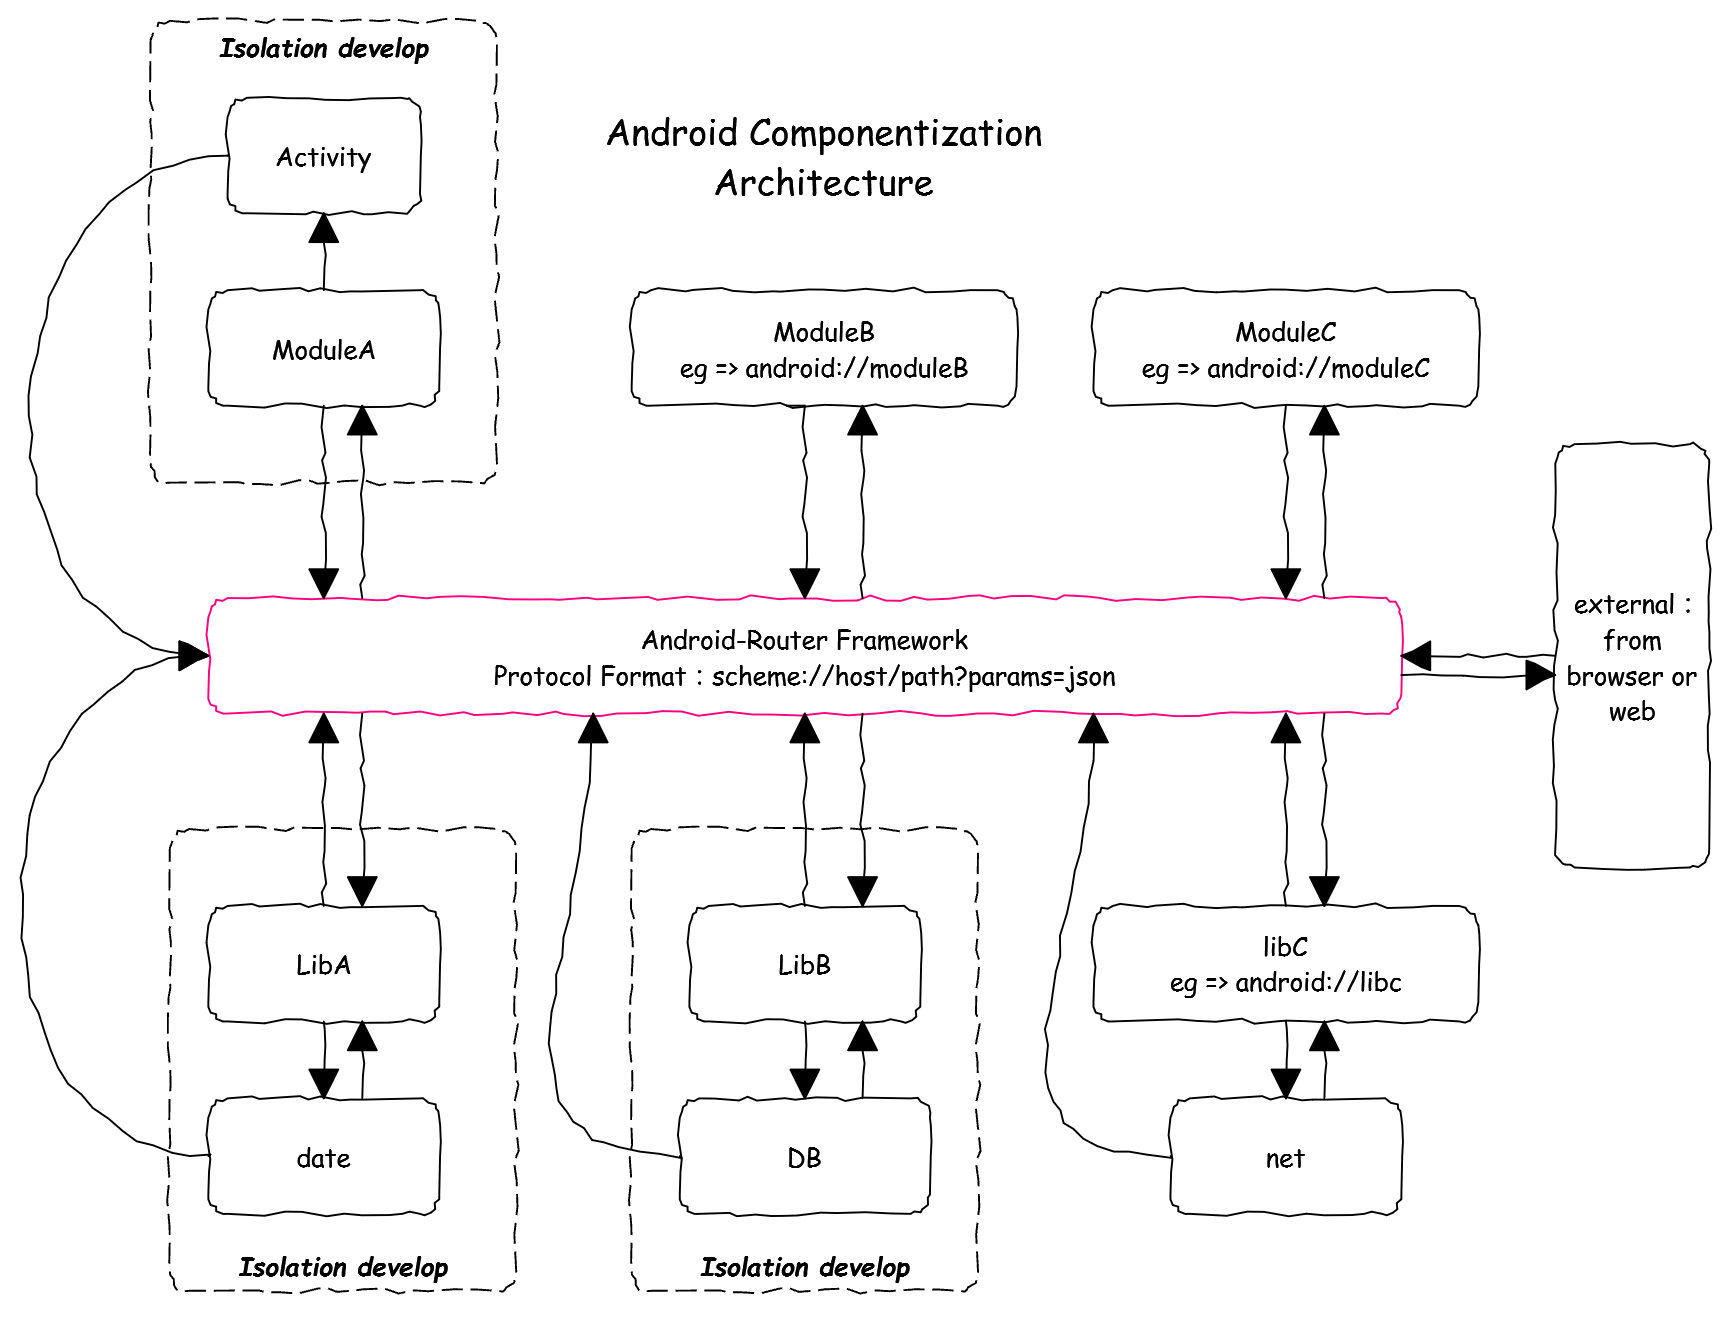 Isolation develop
Activity
Android Componentization
Architecture
ModuleA
ModuleB
eg => android://moduleB
ModuleC
eg => android://moduleC
Android-Router Framework
Protocol Format : scheme://host/path?params=json
external :
from
browser or
web
LibA
LibB
libC
eg => android://libc
date
DB
net
Isolation develop
Isolation develop